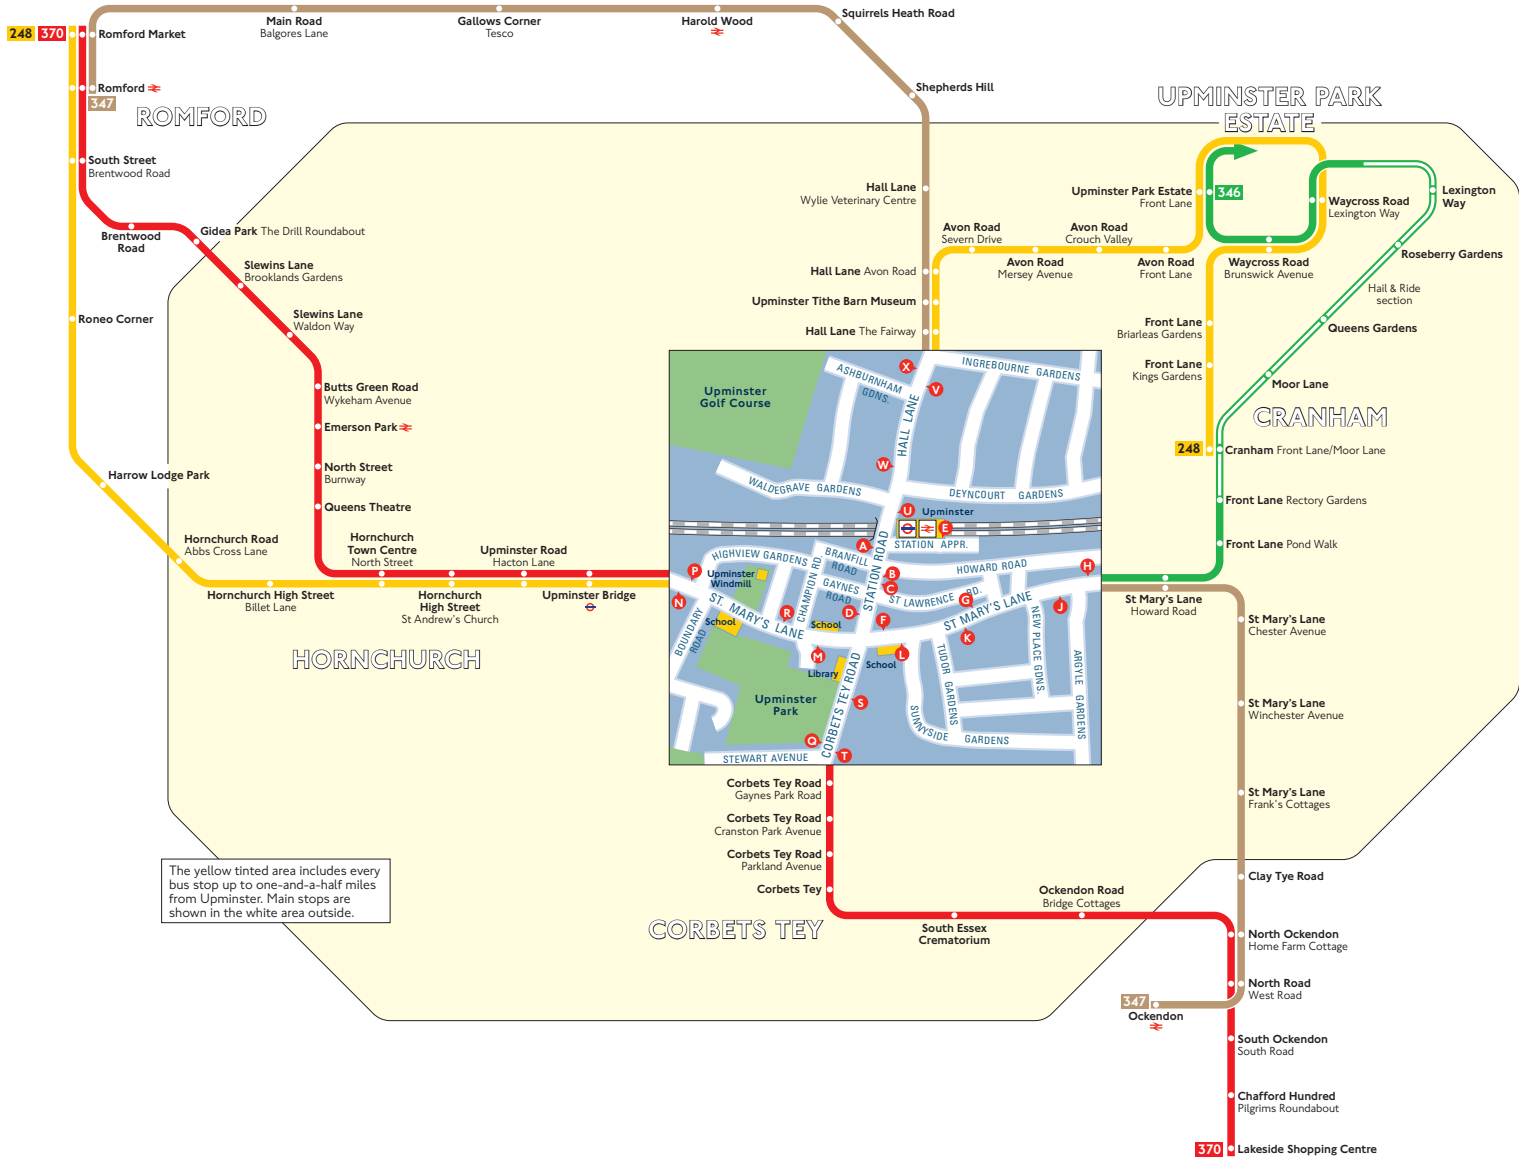 Main Road
Balgores Lane
Gallows Corner
Tesco
Harold Wood
Squirrels Heath Road
248 370
Romford Market
Romford
347
ROMFORD
Shepherds Hill
UPMINSTER PARK
ESTATE
South Street
Brentwood Road
Brentwood
Road
Gidea Park The Drill Roundabout
Slewins Lane
Brooklands Gardens
Slewins Lane
Waldon Way
Roneo Corner
Butts Green Road
Wykeham Avenue
Emerson Park
North Street
Burnway
Queens Theatre
Harrow Lodge Park
Hornchurch Road
Abbs Cross Lane
Hornchurch
Town Centre
North Street
Upminster Road
Hacton Lane
Hornchurch High Street
Billet Lane
Hornchurch
High Street
St Andrew's Church
Upminster Bridge
HORNCHURCH
Hall Lane
Wylie Veterinary Centre
Hall Lane Avon Road
Upminster Tithe Barn Museum
Hall Lane The Fairway
Avon Road
Severn Drive
Avon Road
Mersey Avenue
Avon Road
Crouch Valley
Avon Road
Front Lane
Upminster Park Estate
Front Lane
346
Waycross Road
Lexington Way
Lexington
Way
Waycross Road
Brunswick Avenue
Roseberry Gardens
Hail & Ride
section
Queens Gardens
Front Lane
Briarleas Gardens
Front Lane
Kings Gardens
Moor Lane
CRANHAM
248
Cranham Front Lane/Moor Lane
Front Lane Rectory Gardens
Front Lane Pond Walk
St Mary's Lane
Howard Road
St Mary's Lane
Chester Avenue
St Mary's Lane
Winchester Avenue
St Mary's Lane
Frank's Cottages
Clay Tye Road
Upminster
Golf Course
ASHBURNHAM
GDNS.
INGREBOURNE GARDENS
X
V
HALL LANE
W
WALDEGRAVE GARDENS
DEYNCOURT GARDENS
U
Upminster
E
STATION APPR.
A
STATION ROAD
HIGHVIEW GARDENS
BRANFILL
ROAD
CHAMPION RD.
GAYNES
ROAD
HOWARD ROAD
H
P
Upminster
Windmill
B
C
ST LAWRENCE RD.
G
N
ST. MARY'S LANE
R
D
F
ST MARY'S LANE
J
School
School
K
BOUNDARY
ROAD
M
Library
School
L
NEW PLACE GDNS.
TUDOR GARDENS
ARGYLE GARDENS
Upminster
Park
CORBETS TEY ROAD
S
SUNNYSIDE GARDENS
Q
T
STEWART AVENUE
Corbets Tey Road
Gaynes Park Road
Corbets Tey Road
Cranston Park Avenue
Corbets Tey Road
Parkland Avenue
Corbets Tey
CORBETS TEY
South Essex
Crematorium
Ockendon Road
Bridge Cottages
North Ockendon
Home Farm Cottage
North Road
West Road
347
Ockendon
South Ockendon
South Road
Chafford Hundred
Pilgrims Roundabout
370
Lakeside Shopping Centre
The yellow tinted area includes every
bus stop up to one-and-a-half miles
from Upminster. Main stops are
shown in the white area outside.